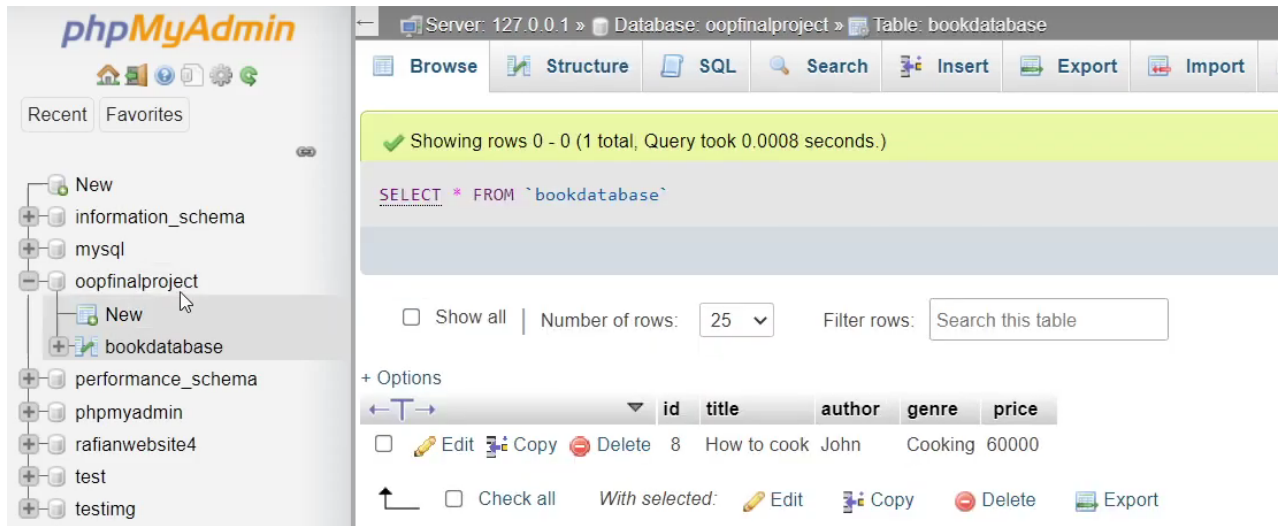 phpMyAdmin
Recent Favorites
New
information_schema
mysql
oopfinalproject
New
bookdatabase
performance_schema
phpmyadmin
rafianwebsite4
test
testimg
Server: 127.0.0.1 » Database: oopfinalproject » Table: bookdatabase
Browse Structure SQL Search Insert Export Import
Showing rows 0 - 0 (1 total, Query took 0.0008 seconds.)
SELECT * FROM `bookdatabase`
Show all | Number of rows: 25 Filter rows: Search this table
+ Options
←T→ id title author genre price
Edit Copy Delete 8 How to cook John Cooking 60000
Check all With selected: Edit Copy Delete Export